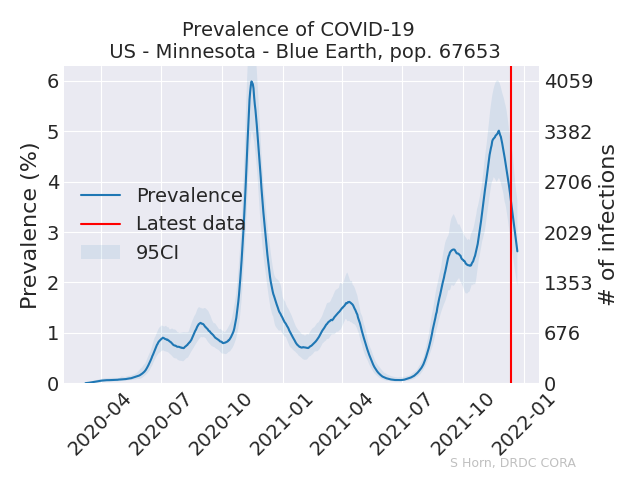 Prevalence of COVID-19
US - Minnesota - Blue Earth, pop. 67653
Prevalence (%)
6
5
4
3
2
1
0
4059
3382
2706
2029
1353
676
0
# of infections
Prevalence
Latest data
95CI
2020-04
2020-07
2020-10
2021-01
2021-04
2021-07
2021-10
2022-01
S Horn, DRDC CORA